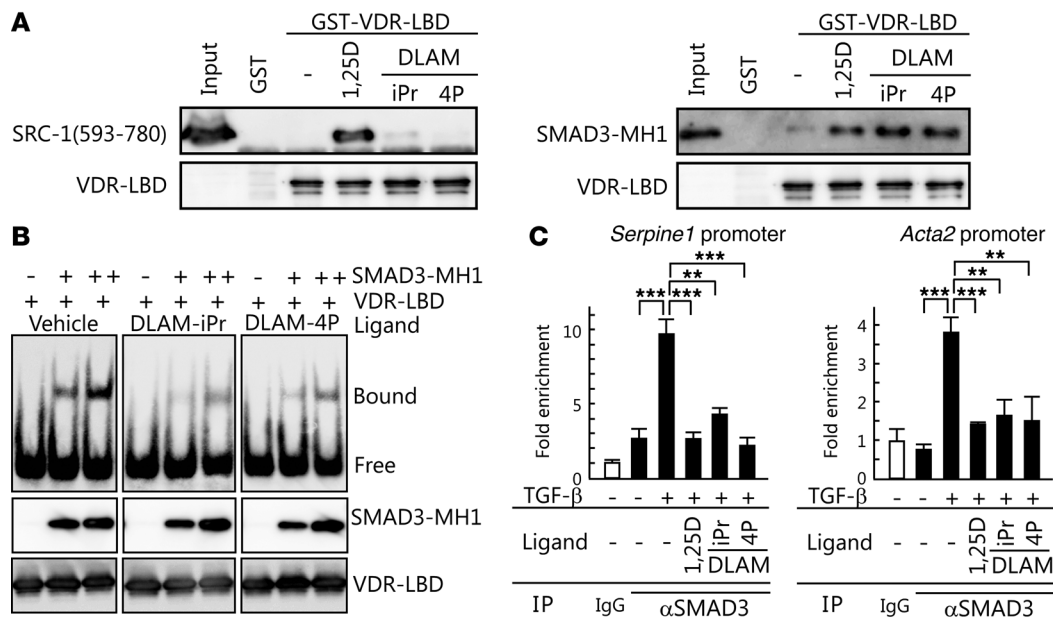 A
GST-VDR-LBD
Input
GST
-
1,25D
DLAM
iPr
4P
SRC-1(593-780)
VDR-LBD
GST-VDR-LBD
Input
GST
-
1,25D
DLAM
iPr
4P
SMAD3-MH1
VDR-LBD
B
- + ++ - + ++ - + ++ SMAD3-MH1
+ + + + + + + + + VDR-LBD
Vehicle DLAM-iPr DLAM-4P Ligand
Bound
Free
SMAD3-MH1
VDR-LBD
C
Serpine1 promoter
***
**
*** ***
Fold enrichment
10
5
0
TGF-β - - + + + +
Ligand - - - 1,25D iPr 4P
DLAM
IP IgG αSMAD3
Acta2 promoter
**
**
*** ***
Fold enrichment
4
3
2
1
0
TGF-β - - + + + +
Ligand - - - 1,25D iPr 4P
DLAM
IP IgG αSMAD3